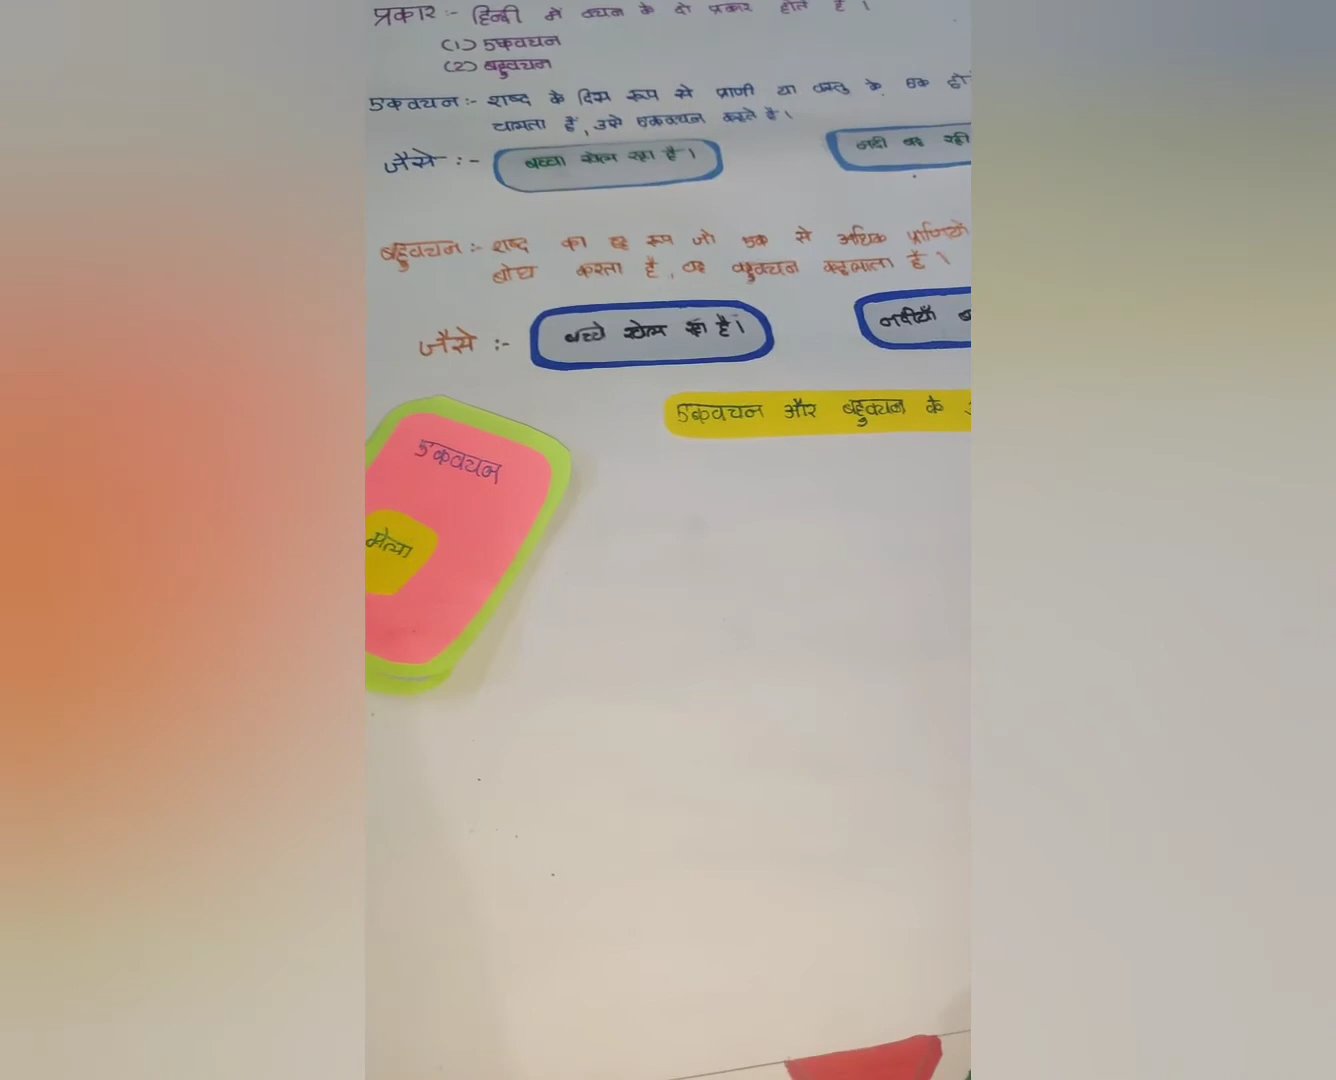 प्रकार :- हिन्दी में वचन के दो प्रकार होते हैं ।
(1) एकवचन
(2) बहुवचन
एकवचन :- शब्द के जिस रूप से प्राणी या वस्तु के एक हो
चलता है, उसे एकवचन कहते है।
जैसे :- बच्चा खेल रहा है। नदी बह रही
बहुवचन :- शब्द का वह रूप जो एक से अधिक प्राणियों
बोध करता है, वह बहुवचन कहलाता है ।
जैसे :- बच्चे खेल रहा है। नदीयाँ ब
एकवचन और बहुवचन के
एकवचन